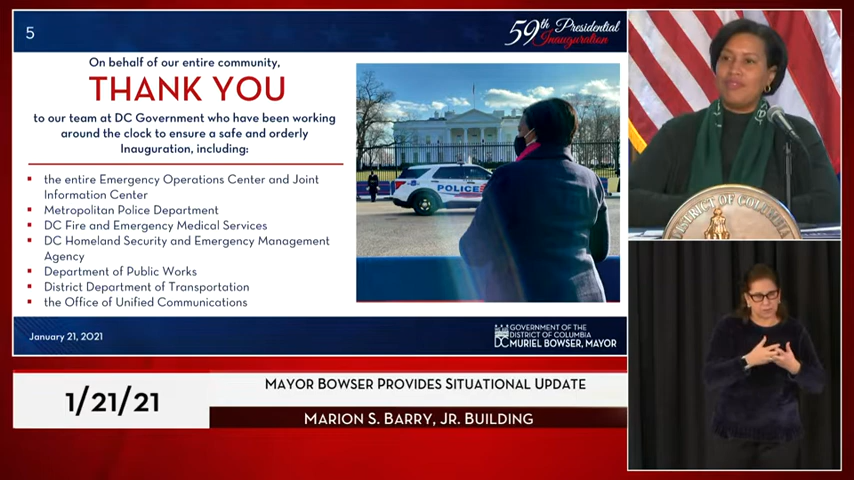 5
59th Presidential
Inauguration
On behalf of our entire community,
THANK YOU
to our team at DC Government who have been working
around the clock to ensure a safe and orderly
Inauguration, including:
the entire Emergency Operations Center and Joint
Information Center
Metropolitan Police Department
DC Fire and Emergency Medical Services
DC Homeland Security and Emergency Management
Agency
Department of Public Works
District Department of Transportation
the Office of Unified Communications
POLICE
January 21, 2021
GOVERNMENT OF THE
DISTRICT OF COLUMBIA
DC MURIEL BOWSER, MAYOR
DISTRICT OF COLUMBI
1/21/21
MAYOR BOWSER PROVIDES SITUATIONAL UPDATE
MARION S. BARRY, JR. BUILDING